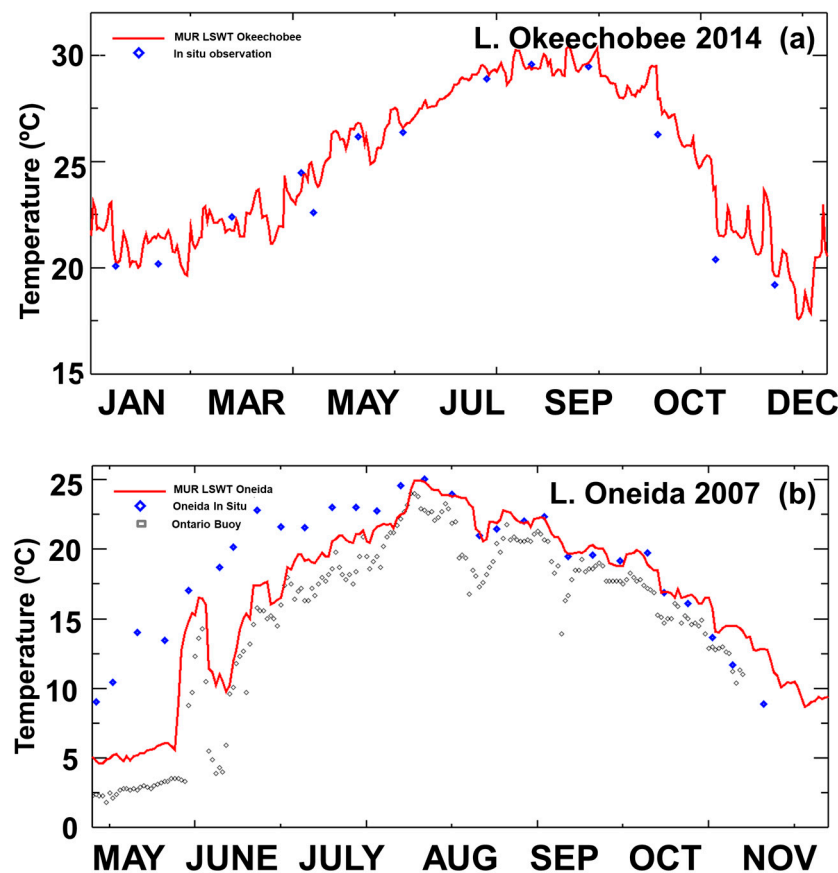 L. Okeechobee 2014 (a)
MUR LSWT Okeechobee
In situ observation
Temperature (ºC)
30
25
20
15
JAN MAR MAY JUL SEP OCT DEC
L. Oneida 2007 (b)
MUR LSWT Oneida
Oneida In Situ
Ontario Buoy
Temperature (ºC)
25
20
15
10
5
0
MAY JUNE JULY AUG SEP OCT NOV